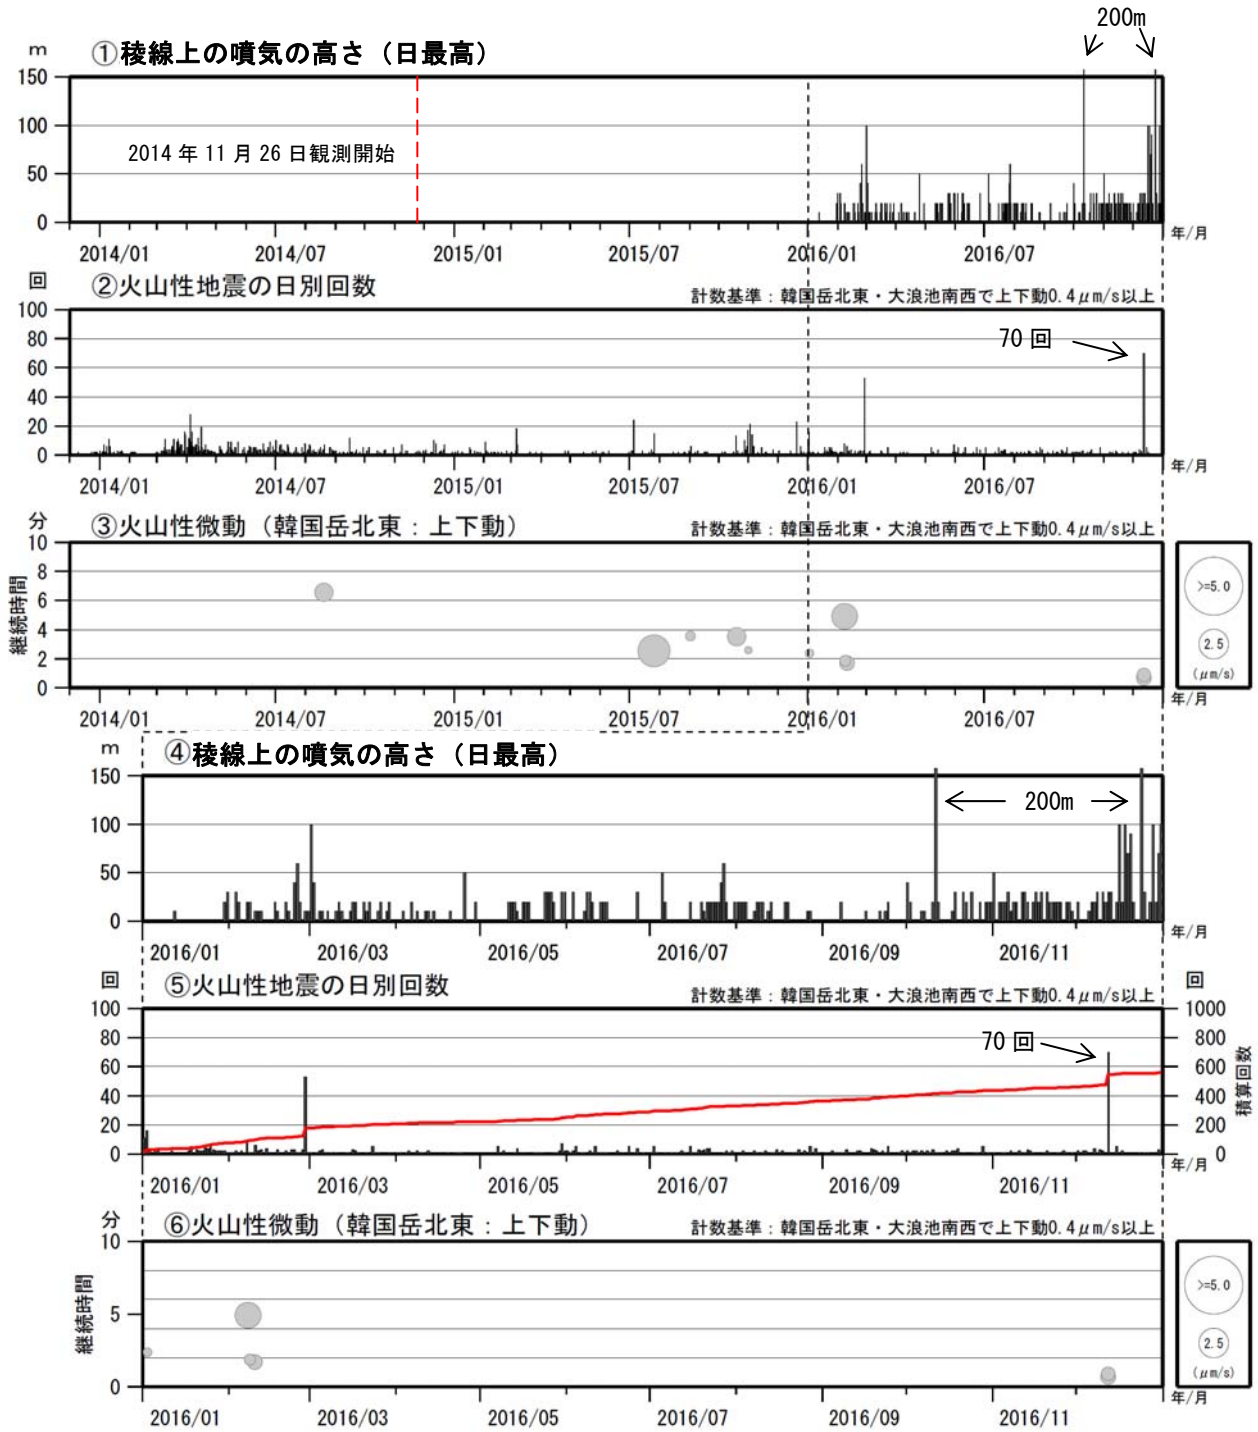 200m
m ①稜線上の噴気の高さ（日最高）
150
100
50
0
2014年11月26日観測開始
2014/01 2014/07 2015/01 2015/07 2016/01 2016/07 年/月
回 ②火山性地震の日別回数
計数基準：韓国岳北東・大浪池南西で上下動0.4μm/s以上
100
80
60
40
20
0
70回
2014/01 2014/07 2015/01 2015/07 2016/01 2016/07 年/月
分 ③火山性微動（韓国岳北東：上下動）
計数基準：韓国岳北東・大浪池南西で上下動0.4μm/s以上
継続時間
10
8
6
4
2
0
>=5.0
2.5
(μm/s)
2014/01 2014/07 2015/01 2015/07 2016/01 2016/07 年/月
m ④稜線上の噴気の高さ（日最高）
150
100
50
0
200m
2016/01 2016/03 2016/05 2016/07 2016/09 2016/11 年/月
回 ⑤火山性地震の日別回数 回
計数基準：韓国岳北東・大浪池南西で上下動0.4μm/s以上
100 1000
80 800
60 600
40 400
20 200
0 0
積算回数
70回
2016/01 2016/03 2016/05 2016/07 2016/09 2016/11 年/月
分 ⑥火山性微動（韓国岳北東：上下動）
計数基準：韓国岳北東・大浪池南西で上下動0.4μm/s以上
継続時間
10
5
0
>=5.0
2.5
(μm/s)
2016/01 2016/03 2016/05 2016/07 2016/09 2016/11 年/月